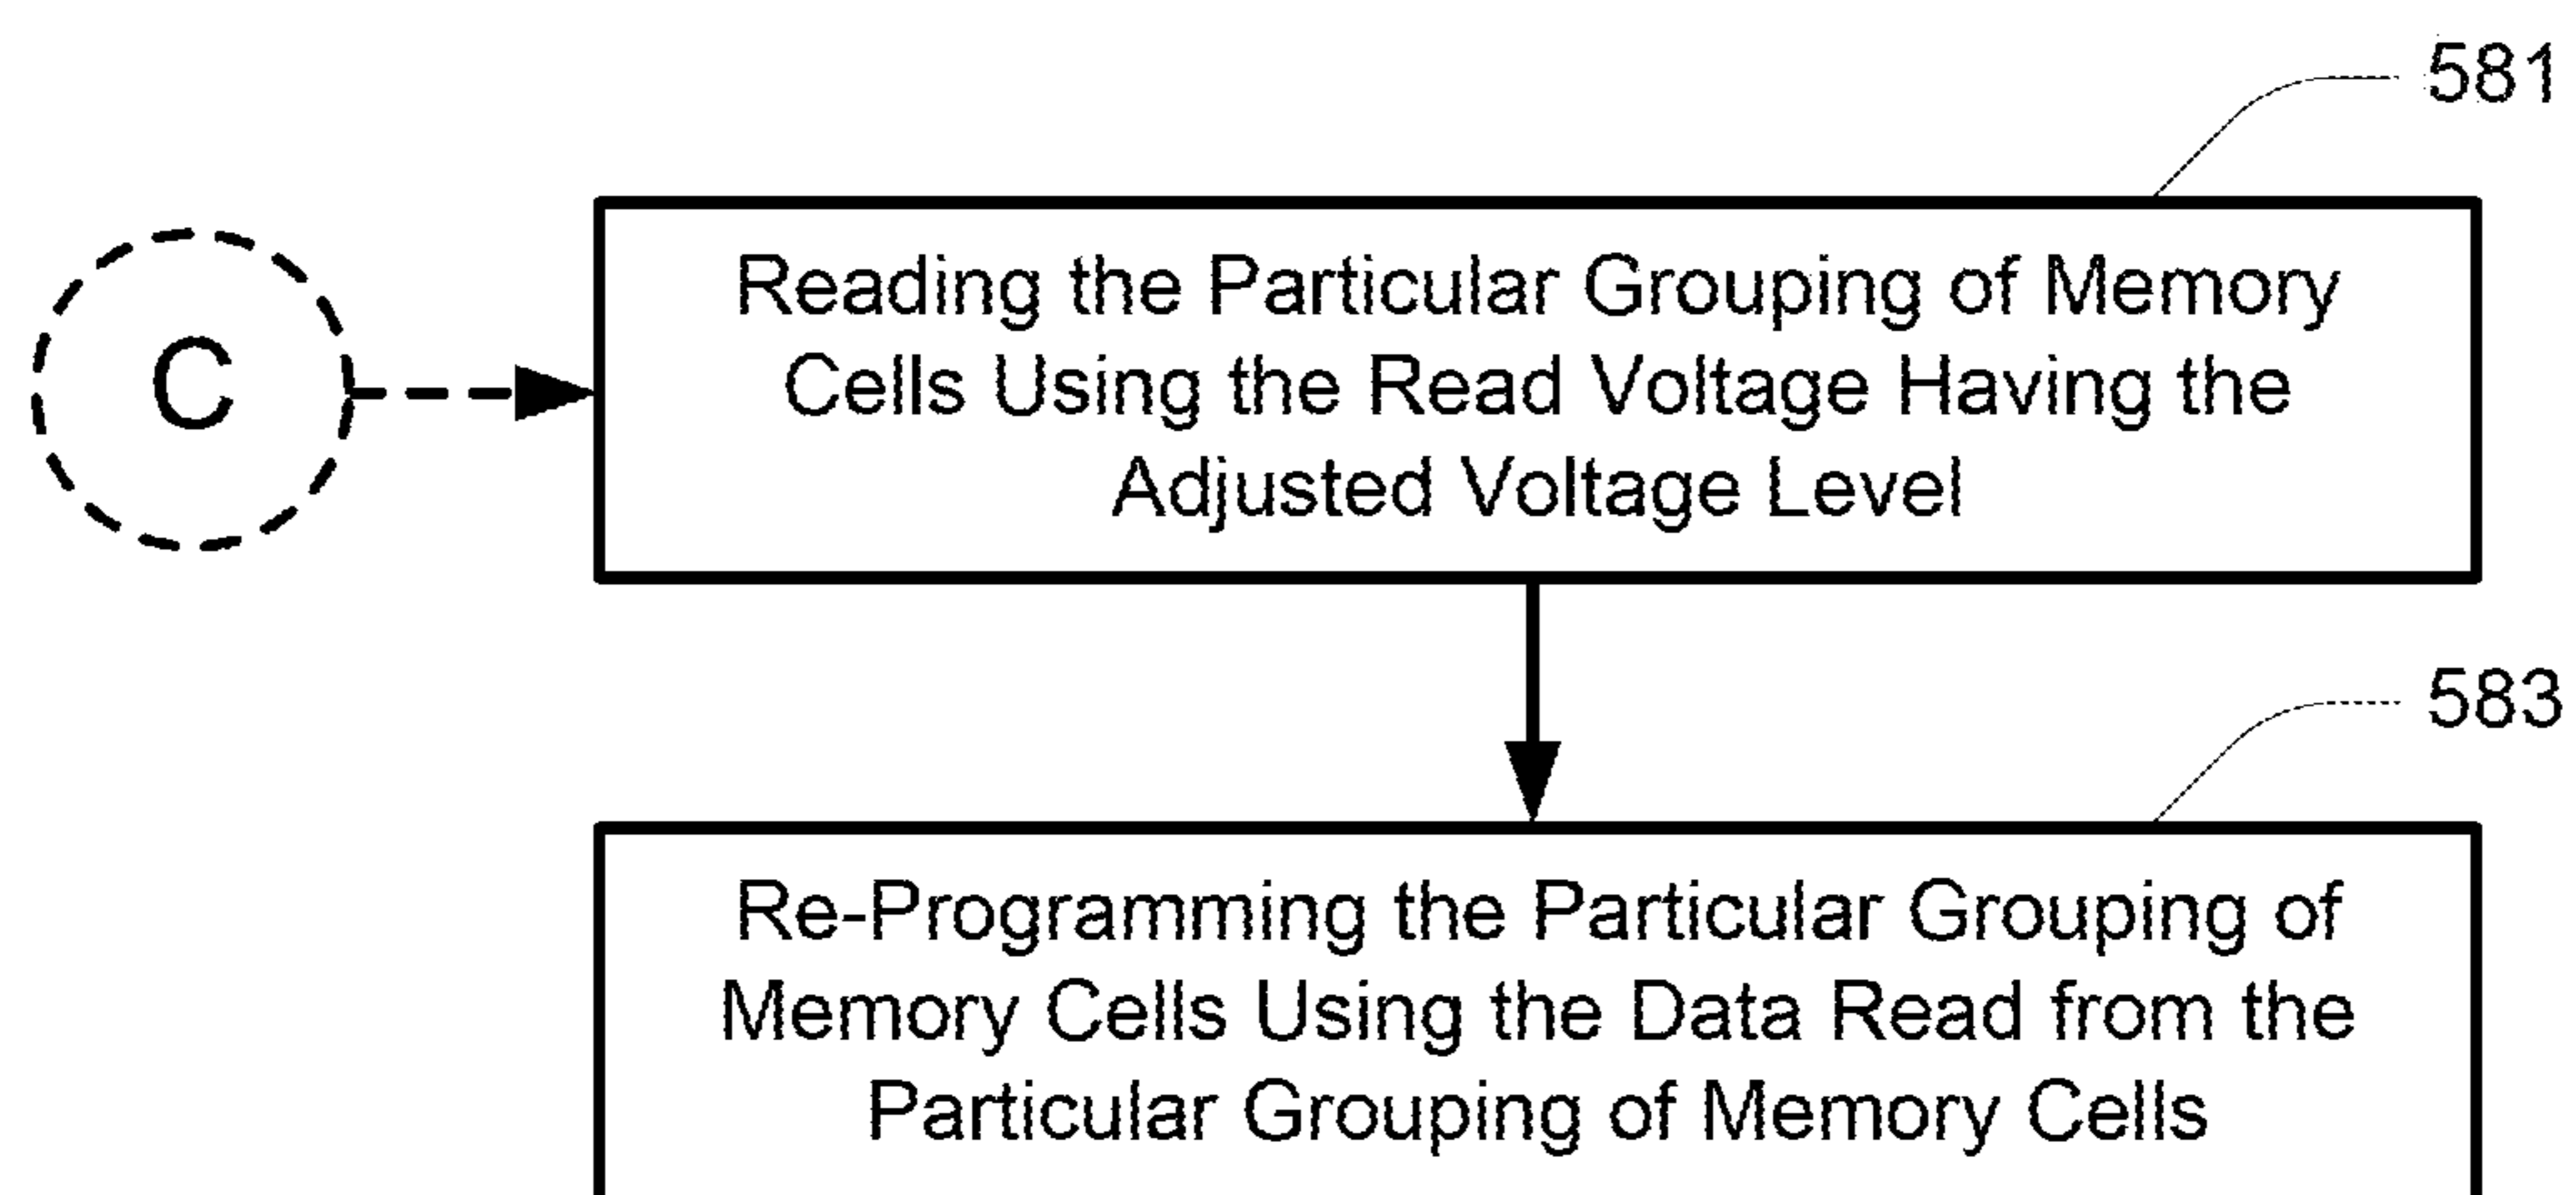 581
C
Reading the Particular Grouping of Memory
Cells Using the Read Voltage Having the
Adjusted Voltage Level
583
Re-Programming the Particular Grouping of
Memory Cells Using the Data Read from the
Particular Grouping of Memory Cells